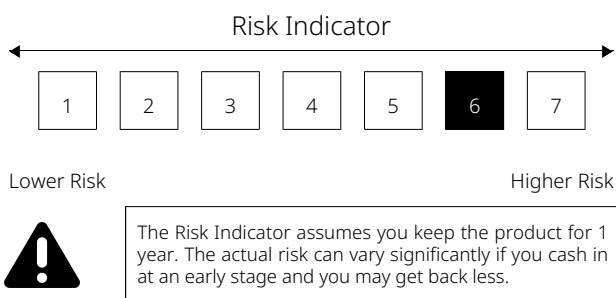 Risk Indicator
1 2 3 4 5 6 7
Lower Risk Higher Risk
The Risk Indicator assumes you keep the product for 1
year. The actual risk can vary significantly if you cash in
at an early stage and you may get back less.